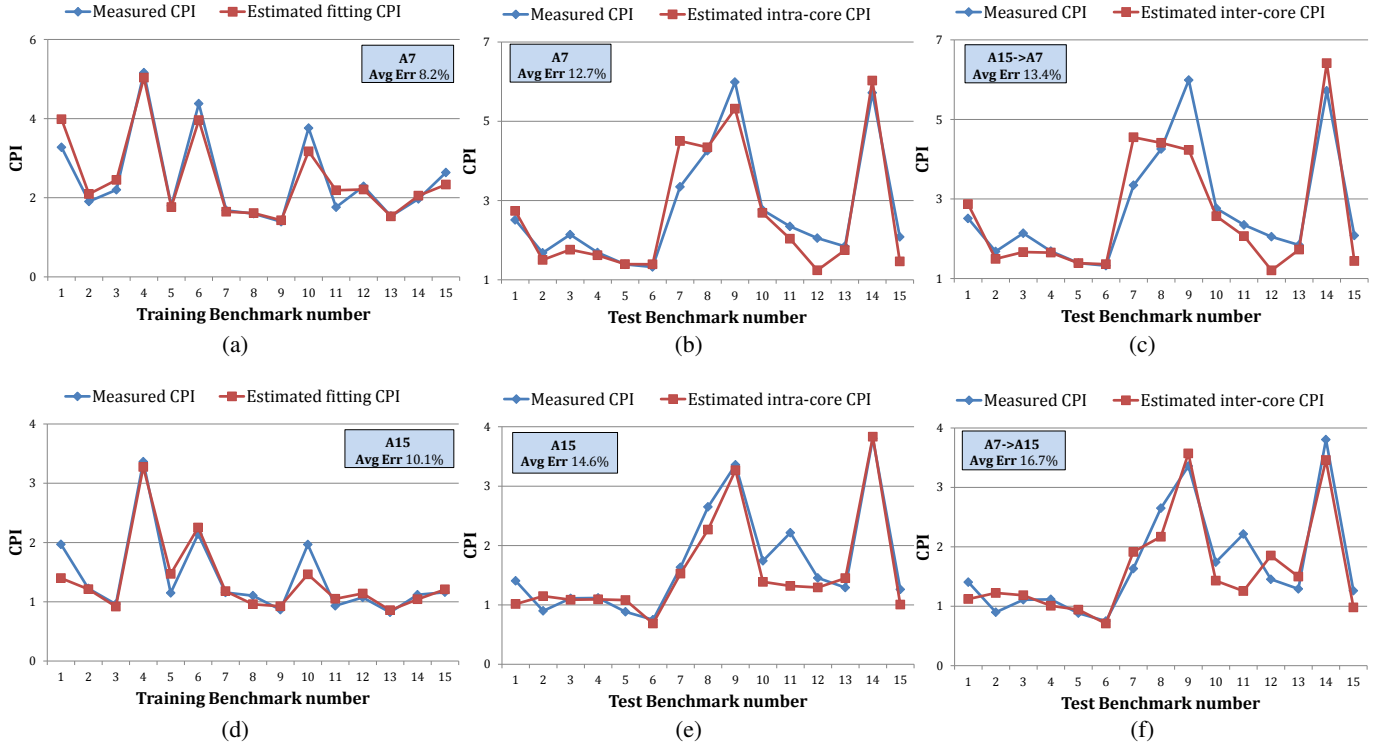 Measured CPI Estimated fitting CPI
A7
Avg Err 8.2%
CPI
6
4
2
0
1 2 3 4 5 6 7 8 9 10 11 12 13 14 15
Training Benchmark number
(a)
Measured CPI Estimated intra-core CPI
A7
Avg Err 12.7%
CPI
7
5
3
1
1 2 3 4 5 6 7 8 9 10 11 12 13 14 15
Test Benchmark number
(b)
Measured CPI Estimated inter-core CPI
A15->A7
Avg Err 13.4%
CPI
7
5
3
1
1 2 3 4 5 6 7 8 9 10 11 12 13 14 15
Test Benchmark number
(c)
Measured CPI Estimated fitting CPI
A15
Avg Err 10.1%
CPI
4
3
2
1
0
1 2 3 4 5 6 7 8 9 10 11 12 13 14 15
Training Benchmark number
(d)
Measured CPI Estimated intra-core CPI
A15
Avg Err 14.6%
CPI
4
3
2
1
0
1 2 3 4 5 6 7 8 9 10 11 12 13 14 15
Test Benchmark number
(e)
Measured CPI Estimated inter-core CPI
A7->A15
Avg Err 16.7%
CPI
4
3
2
1
0
1 2 3 4 5 6 7 8 9 10 11 12 13 14 15
Test Benchmark number
(f)